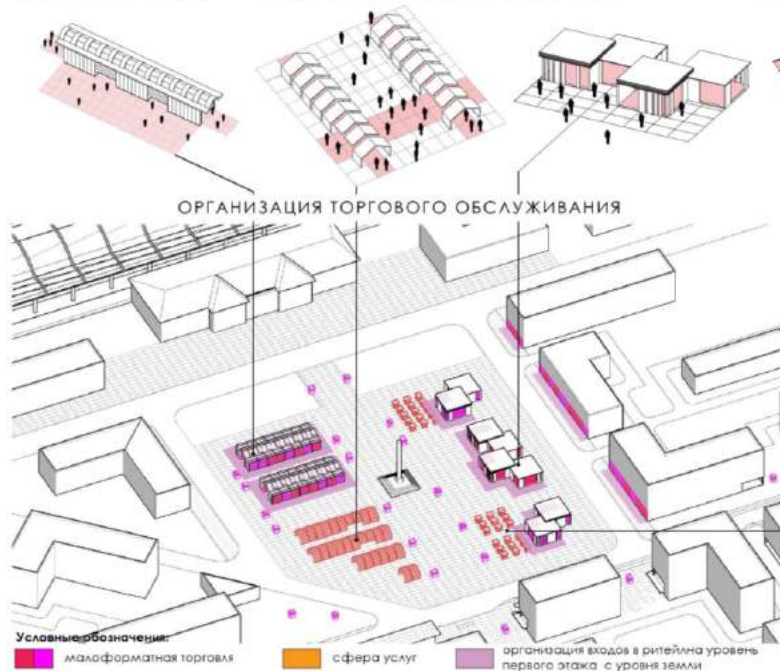 ОРГАНИЗАЦИЯ ТОРГОВОГО ОБСЛУЖИВАНИЯ
Условные обозначения:
малоформатная торговля
сфера услуг
организация входов в ритейлна уровень
первого этажа с уровня земли